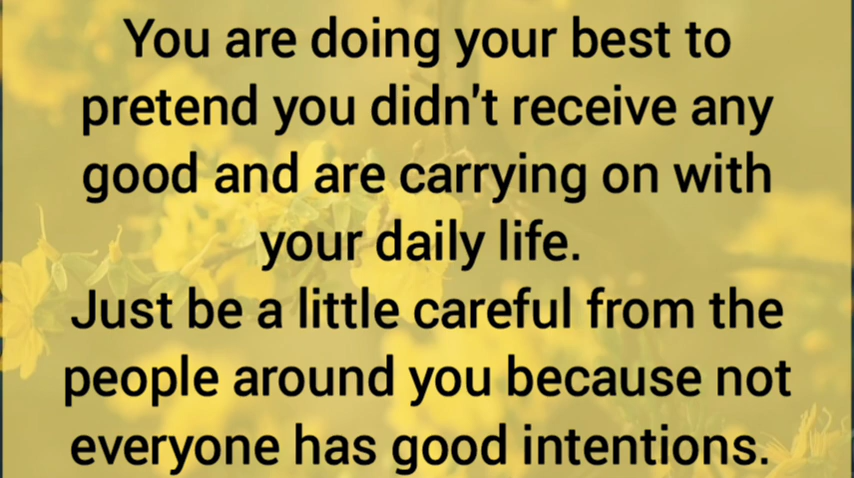 You are doing your best to
pretend you didn't receive any
good and are carrying on with
your daily life.
Just be a little careful from the
people around you because not
everyone has good intentions.